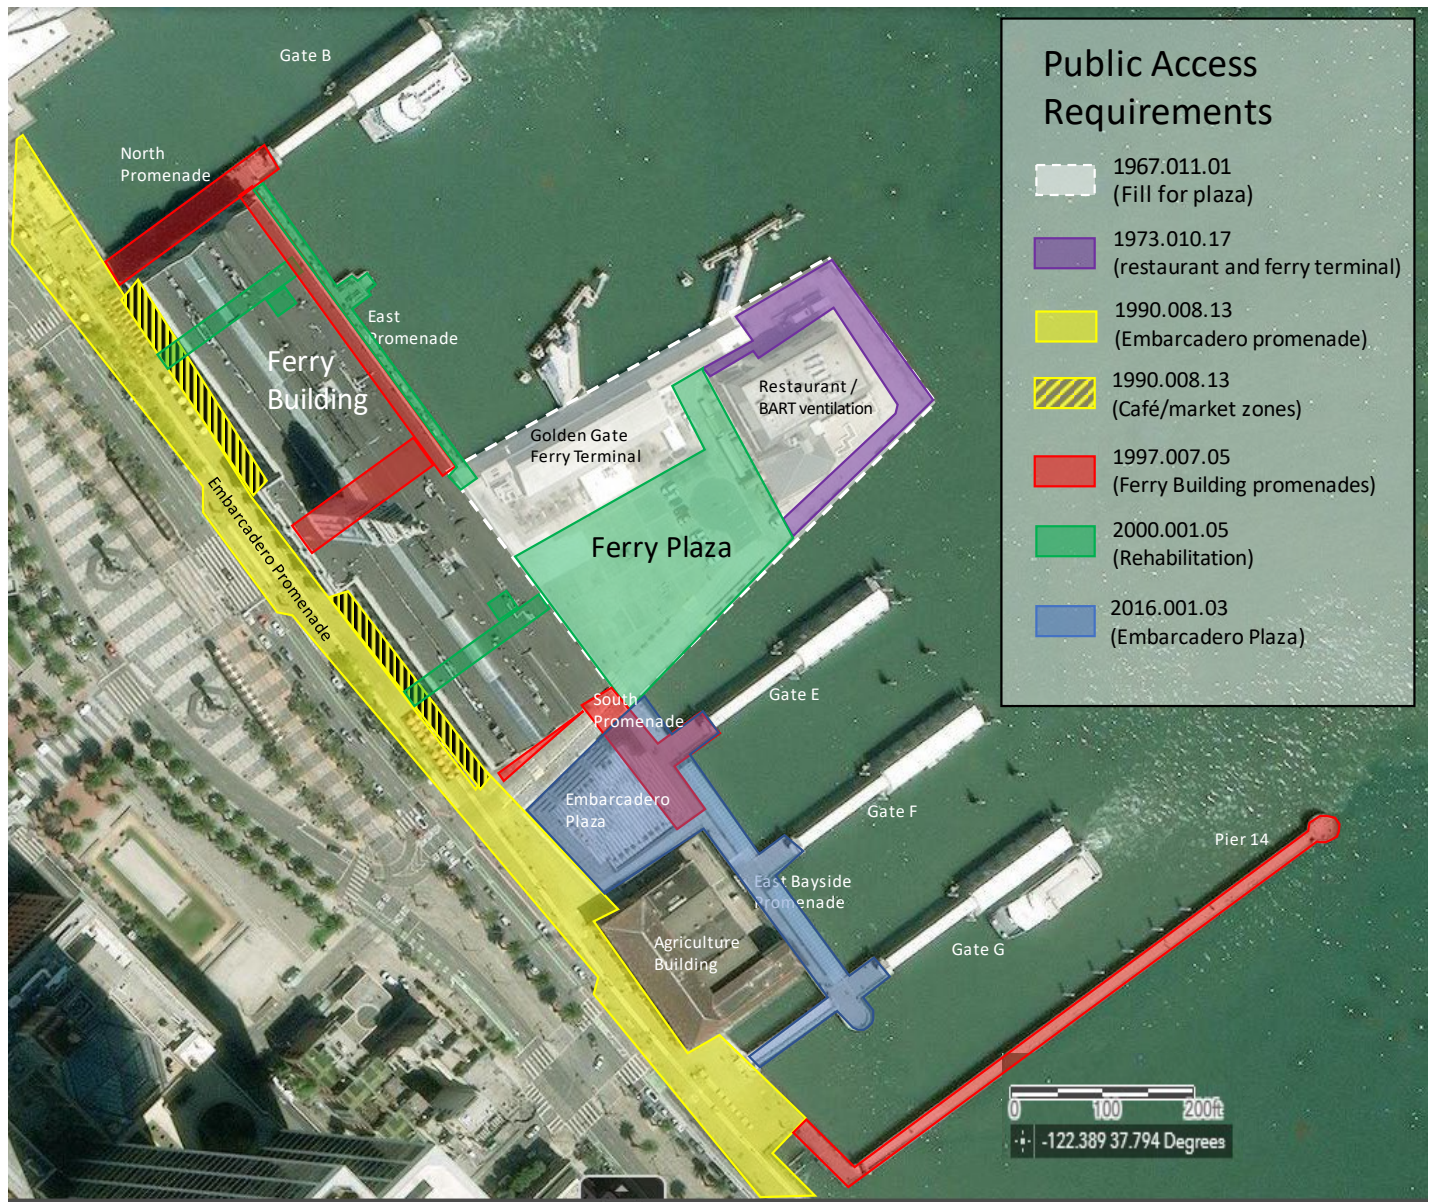 Gate B
North
Promenade
East
Promenade
Ferry
Building
Golden Gate
Ferry Terminal
Restaurant /
BART ventilation
Embarcadero Promenade
Ferry Plaza
South
Promenade
Gate E
Embarcadero
Plaza
Gate F
East Bayside
Promenade
Agriculture
Building
Gate G
Pier 14
Public Access
Requirements
1967.011.01
(Fill for plaza)
1973.010.17
(restaurant and ferry terminal)
1990.008.13
(Embarcadero promenade)
1990.008.13
(Café/market zones)
1997.007.05
(Ferry Building promenades)
2000.001.05
(Rehabilitation)
2016.001.03
(Embarcadero Plaza)
0 100 200ft
-122.389 37.794 Degrees